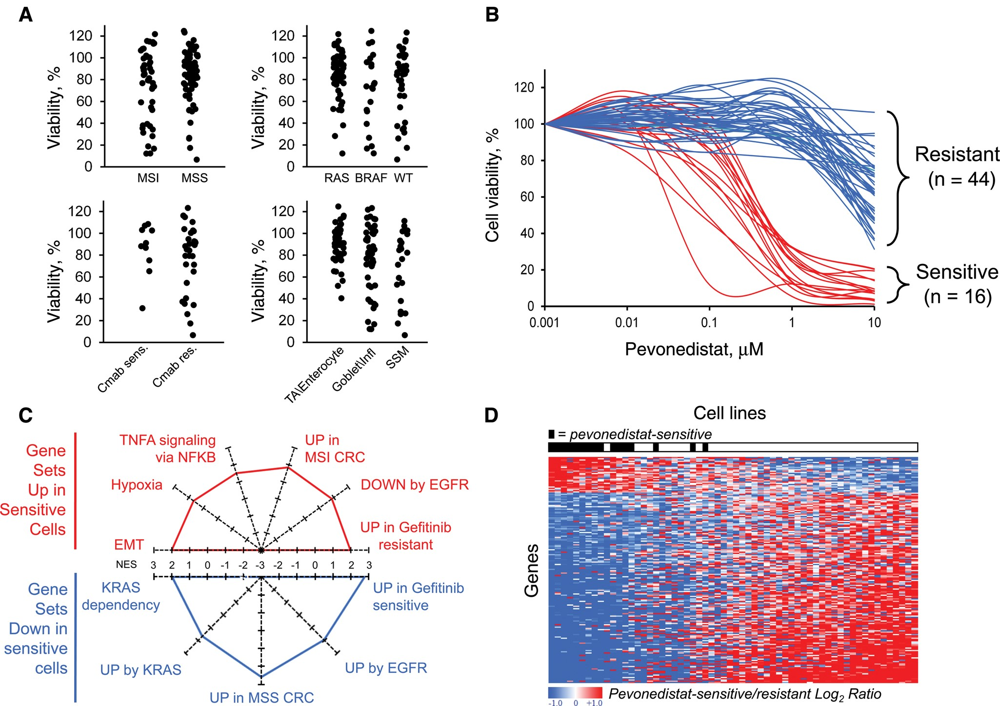 A
Viability, %
120
100
80
60
40
20
0
MSI MSS
Viability, %
120
100
80
60
40
20
0
RAS BRAF WT
Viability, %
120
100
80
60
40
20
0
Cmab sens.
Cmab res.
Viability, %
120
100
80
60
40
20
0
TA\Enterocyte
Goblet\Infl
SSM
B
Cell viability, %
120
100
80
60
40
20
0
0.001 0.01 0.1 1 10
Pevonedistat, μM
Resistant
(n = 44)
Sensitive
(n = 16)
C
Gene
Sets
Up in
Sensitive
Cells
TNFA signaling
via NFKB
UP in
MSI CRC
Hypoxia
DOWN by EGFR
EMT
UP in Gefitinib
resistant
NES 3 2 1 0 -1 -2 -3 -2 -1 0 1 2 3
Gene
Sets
Down in
sensitive
cells
KRAS
dependency
UP in Gefitinib
sensitive
UP by KRAS
UP by EGFR
UP in MSS CRC
D
Cell lines
= pevonedistat-sensitive
Genes
-1.0 0 +1.0
Pevonedistat-sensitive/resistant Log2 Ratio